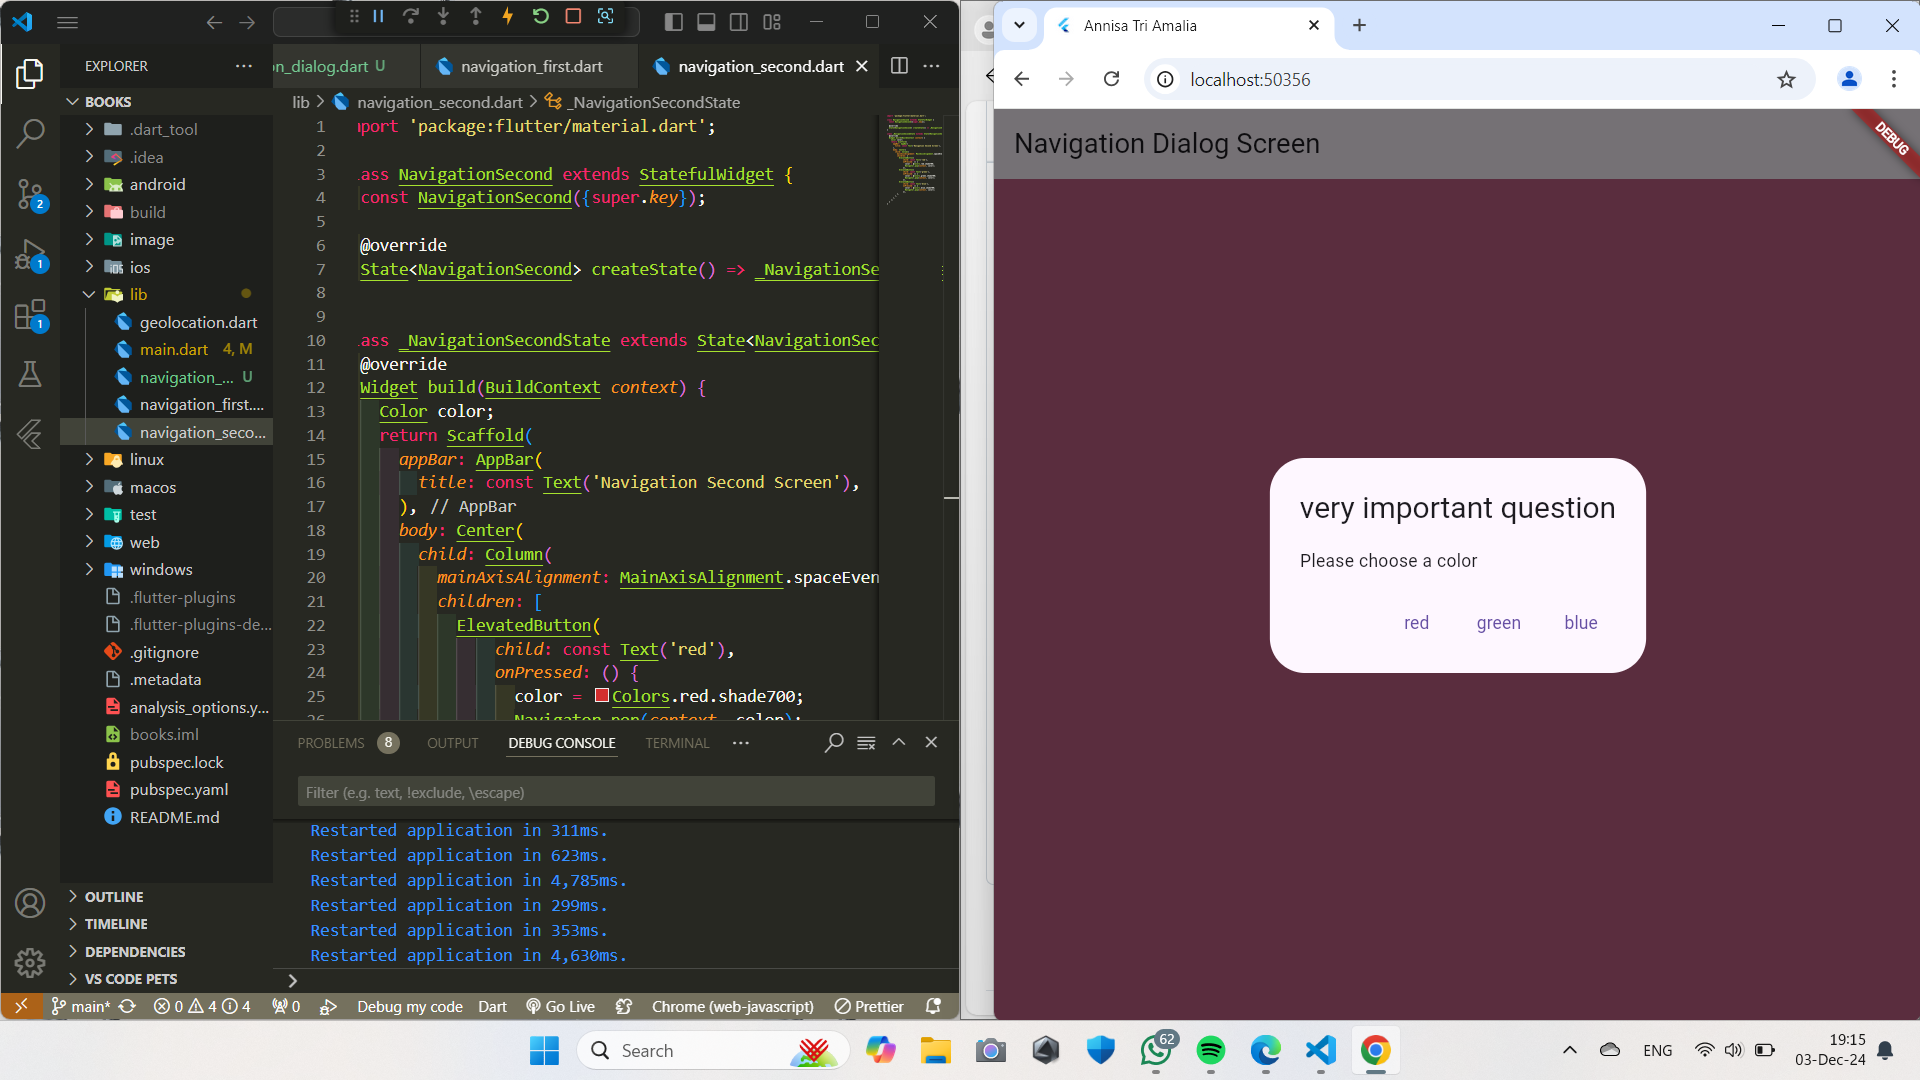 EXPLORER
BOOKS
.dart_tool
.idea
android
build
image
ios
lib
geolocation.dart
main.dart 4, M
navigation_... U
navigation_first....
navigation_seco...
linux
macos
test
web
windows
.flutter-plugins
.flutter-plugins-de...
.gitignore
.metadata
analysis_options.y...
books.iml
pubspec.lock
pubspec.yaml
README.md
OUTLINE
TIMELINE
DEPENDENCIES
VS CODE PETS
2
1
1
on_dialog.dart U
navigation_first.dart
navigation_second.dart
lib > navigation_second.dart > _NavigationSecondState
1 port 'package:flutter/material.dart';
2
3 ass NavigationSecond extends StatefulWidget {
4 const NavigationSecond({super.key});
5
6 @override
7 State<NavigationSecond> createState() => _NavigationSe
8
9
10 ass _NavigationSecondState extends State<NavigationSec
11 @override
12 Widget build(BuildContext context) {
13 Color color;
14 return Scaffold(
15 appBar: AppBar(
16 title: const Text('Navigation Second Screen'),
17 ), // AppBar
18 body: Center(
19 child: Column(
20 mainAxisAlignment: MainAxisAlignment.spaceEven
21 children: [
22 ElevatedButton(
23 child: const Text('red'),
24 onPressed: () {
25 color = Colors.red.shade700;
26 Navigator.pop(context, color);
PROBLEMS 8 OUTPUT DEBUG CONSOLE TERMINAL
Filter (e.g. text, !exclude, \escape)
Restarted application in 311ms.
Restarted application in 623ms.
Restarted application in 4,785ms.
Restarted application in 299ms.
Restarted application in 353ms.
Restarted application in 4,630ms.
main* 0 4 4 0 Debug my code Dart Go Live Chrome (web-javascript) Prettier
Annisa Tri Amalia
localhost:50356
Navigation Dialog Screen
DEBUG
very important question
Please choose a color
red green blue
Search
62
ENG
19:15
03-Dec-24